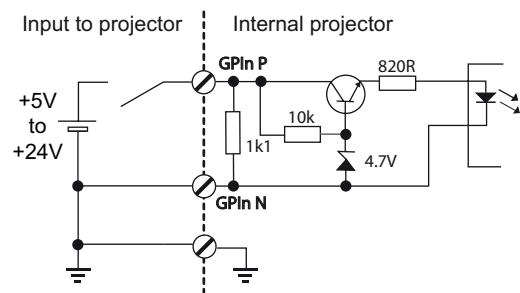 Input to projector
Internal projector
GPIn P
820R
+5V
to
+24V
10k
1k1
4.7V
GPIn N